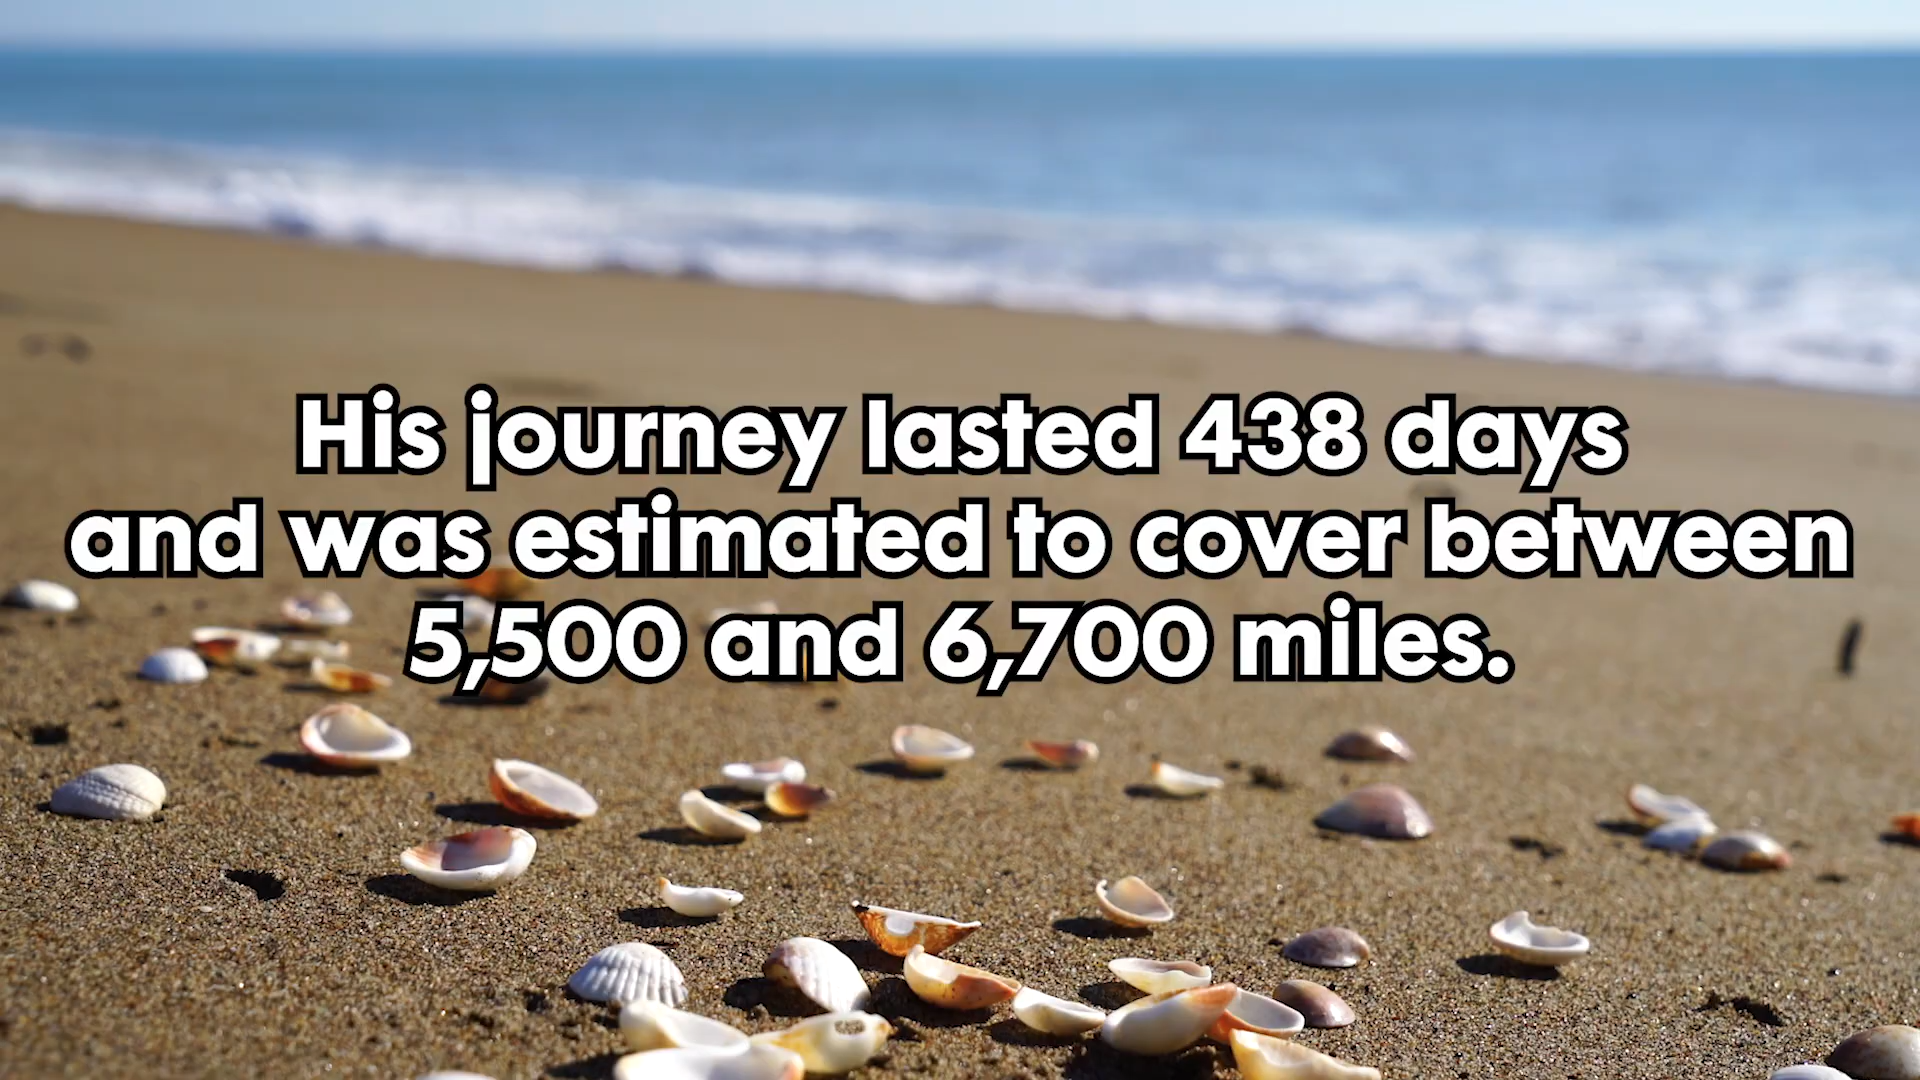 His journey lasted 438 days
and was estimated to cover between
5,500 and 6,700 miles.